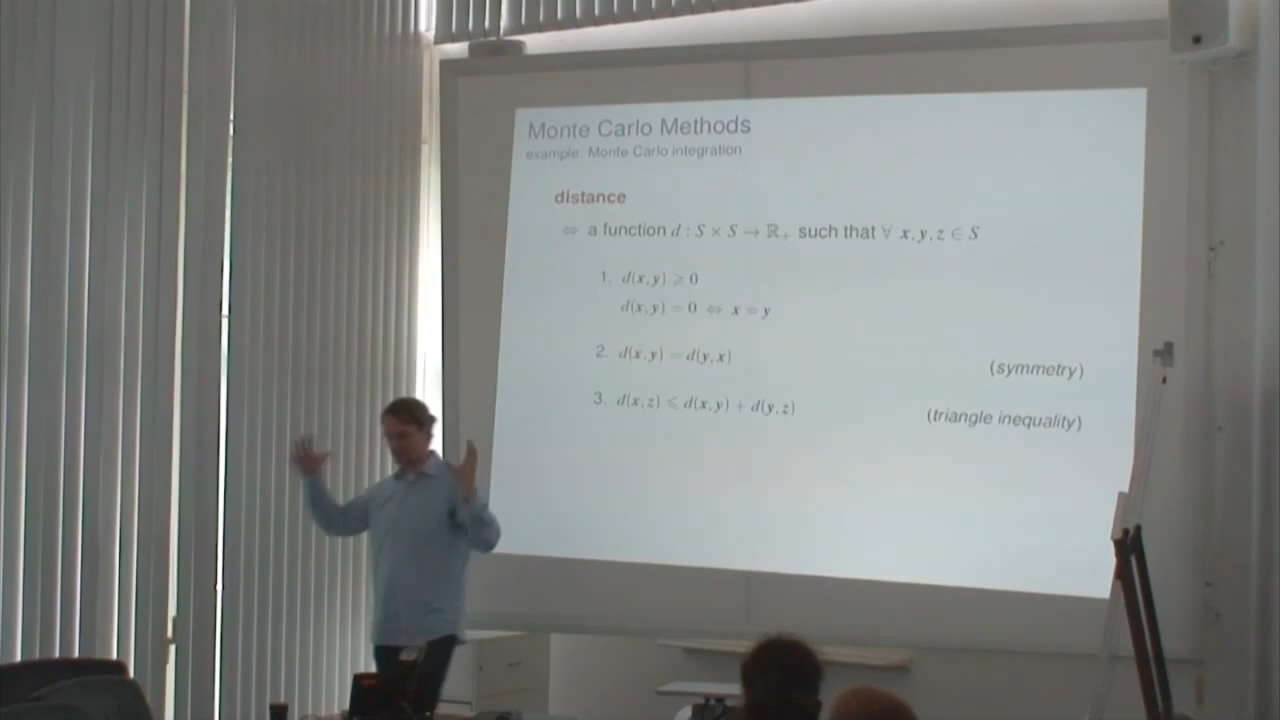 Monte Carlo Methods
example: Monte Carlo integration
distance
⇔ a function d : S × S → ℝ₊ such that ∀ x, y, z ∈ S
1. d(x, y) ⩾ 0
d(x, y) = 0 ⇔ x = y
2. d(x, y) = d(y, x) (symmetry)
3. d(x, z) ⩽ d(x, y) + d(y, z) (triangle inequality)